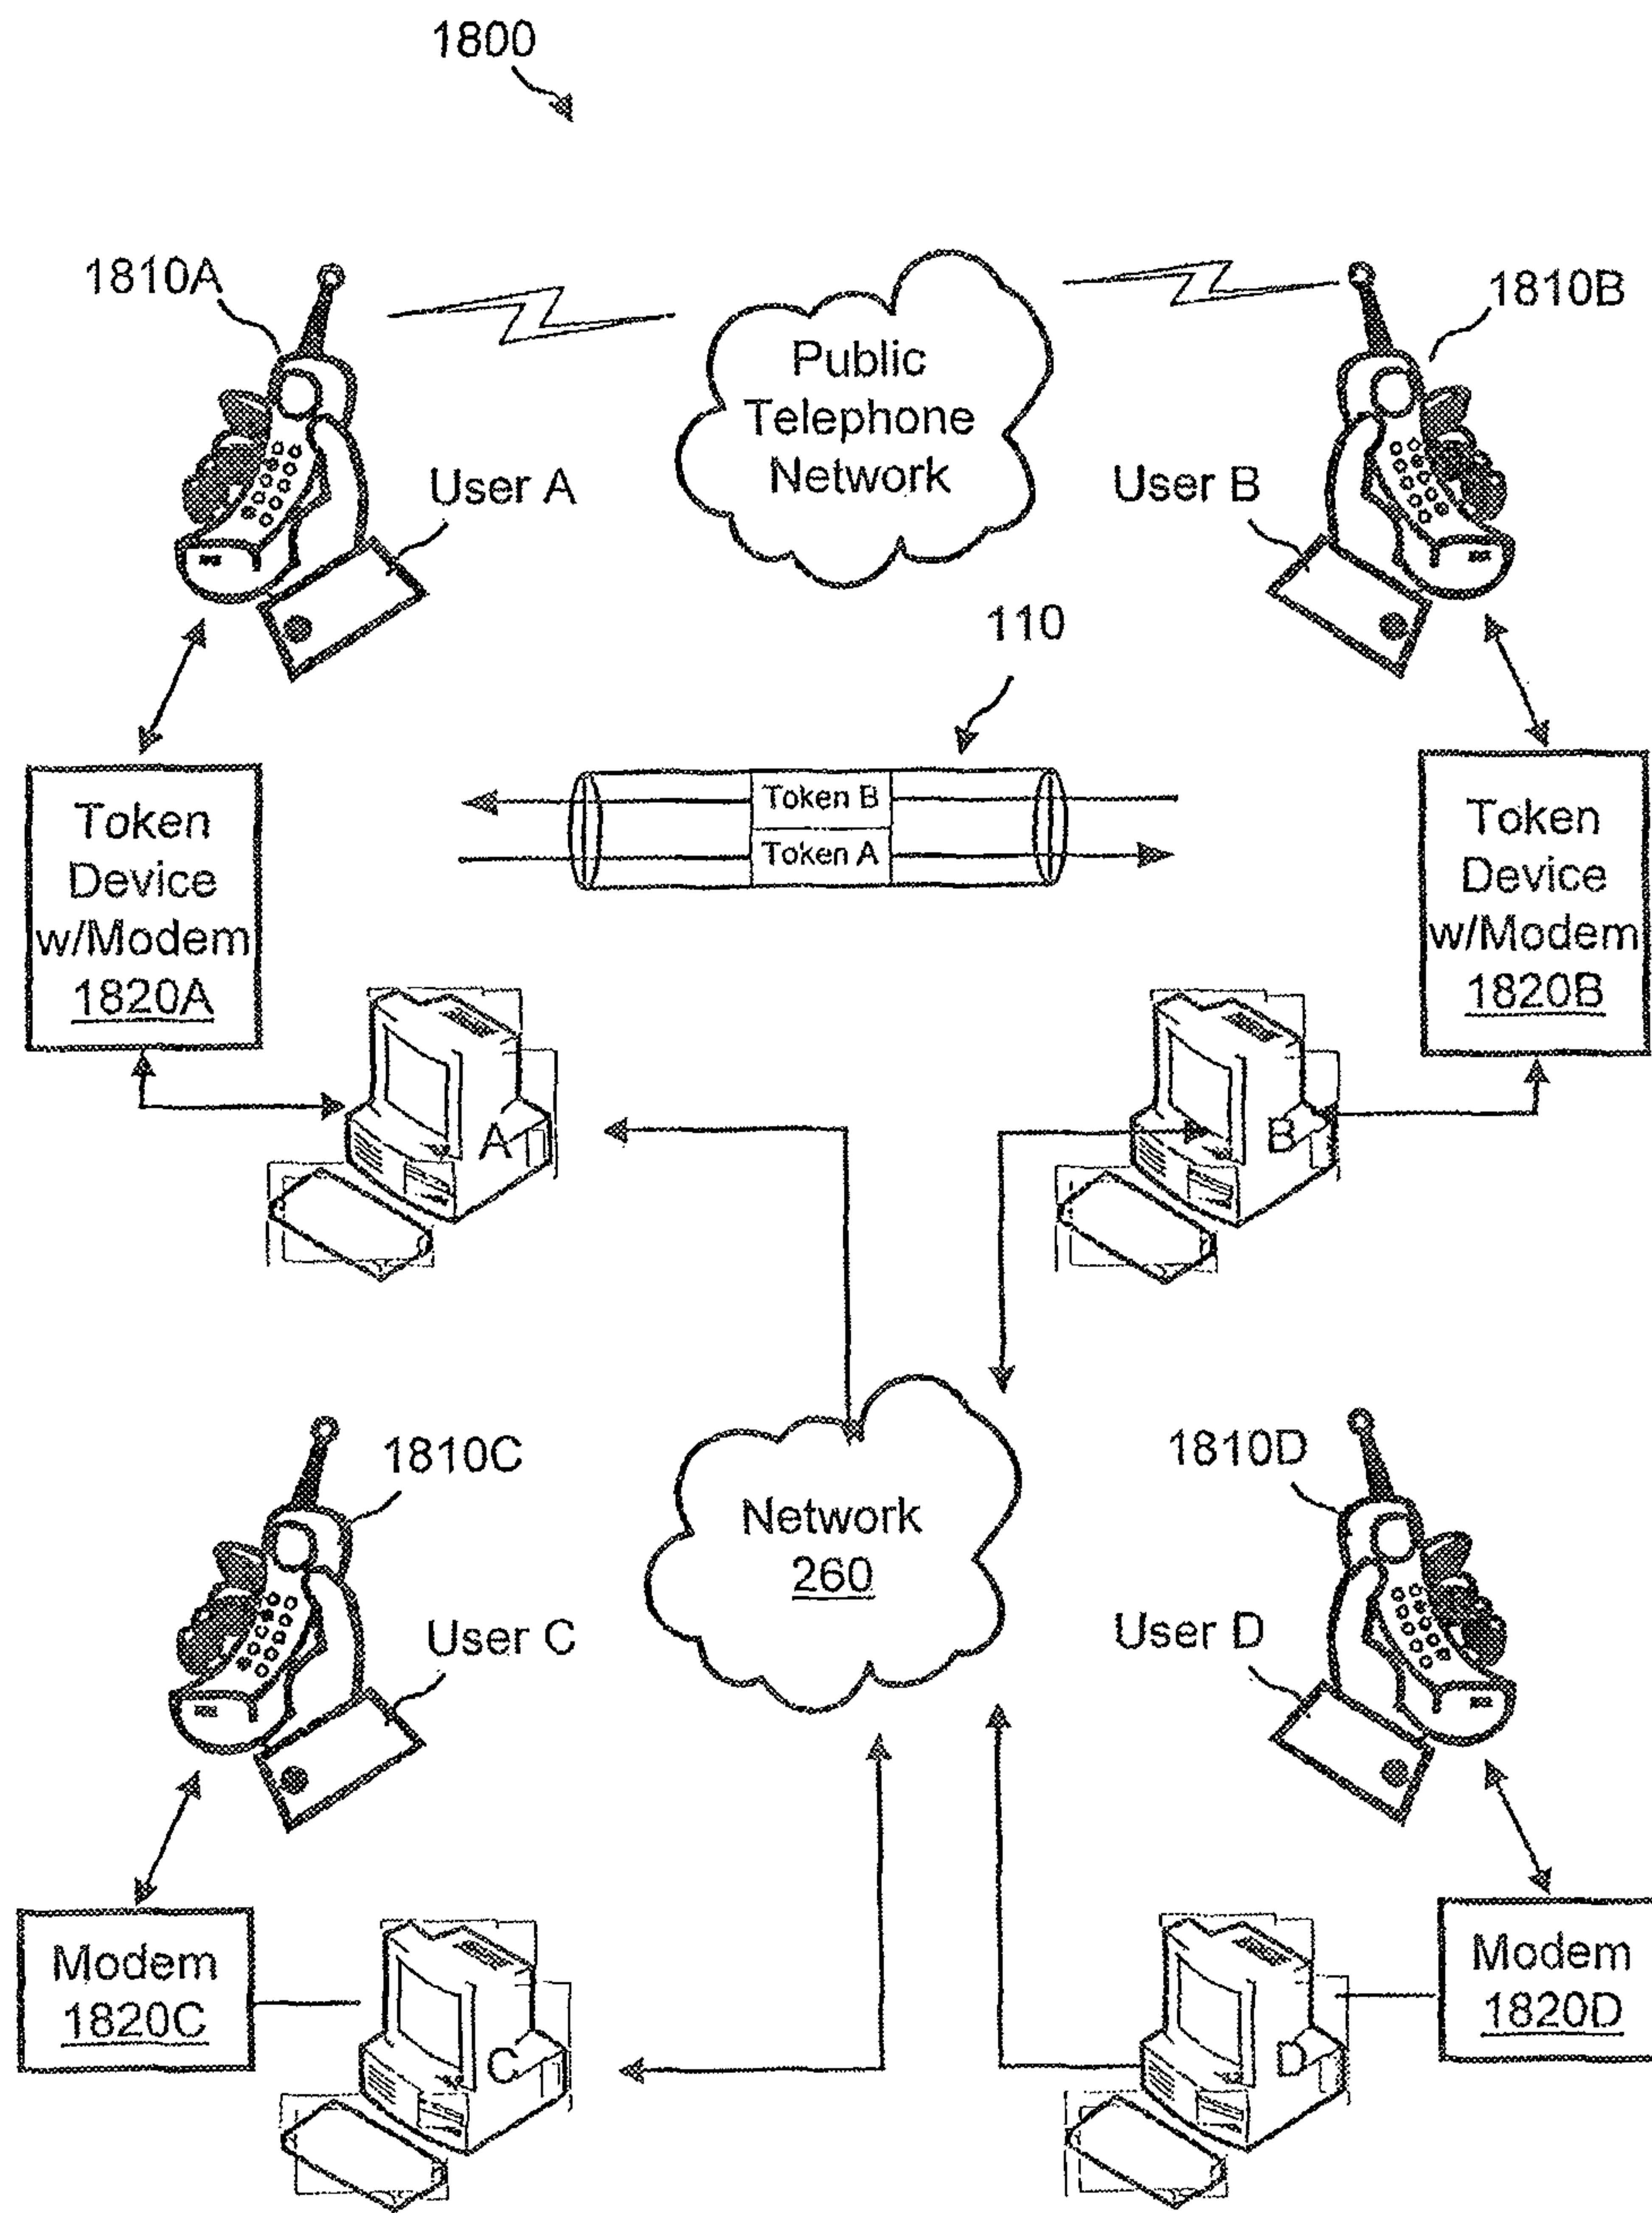 1800
1810A
1810B
Public
Telephone
Network
User A
User B
110
Token
Device
w/Modem
1820A
Token B
Token A
Token
Device
w/Modem
1820B
A
B
1810C
1810D
Network
260
User C
User D
Modem
1820C
C
D
Modem
1820D